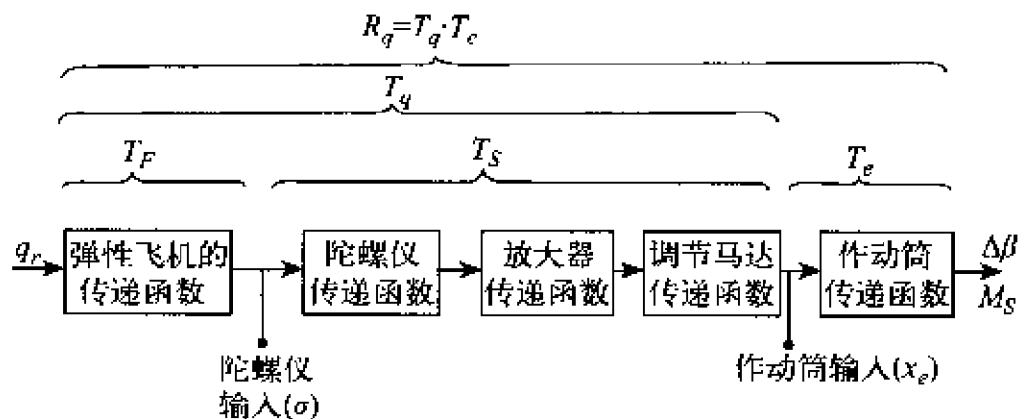 R_q=T_q·T_c
T_q
T_F
T_S
T_e
q_r
弹性飞机的
传递函数
陀螺仪
传递函数
放大器
传递函数
调节马达
传递函数
作动筒
传递函数
Δβ
M_S
陀螺仪
输入(σ)
作动筒输入(x_e)